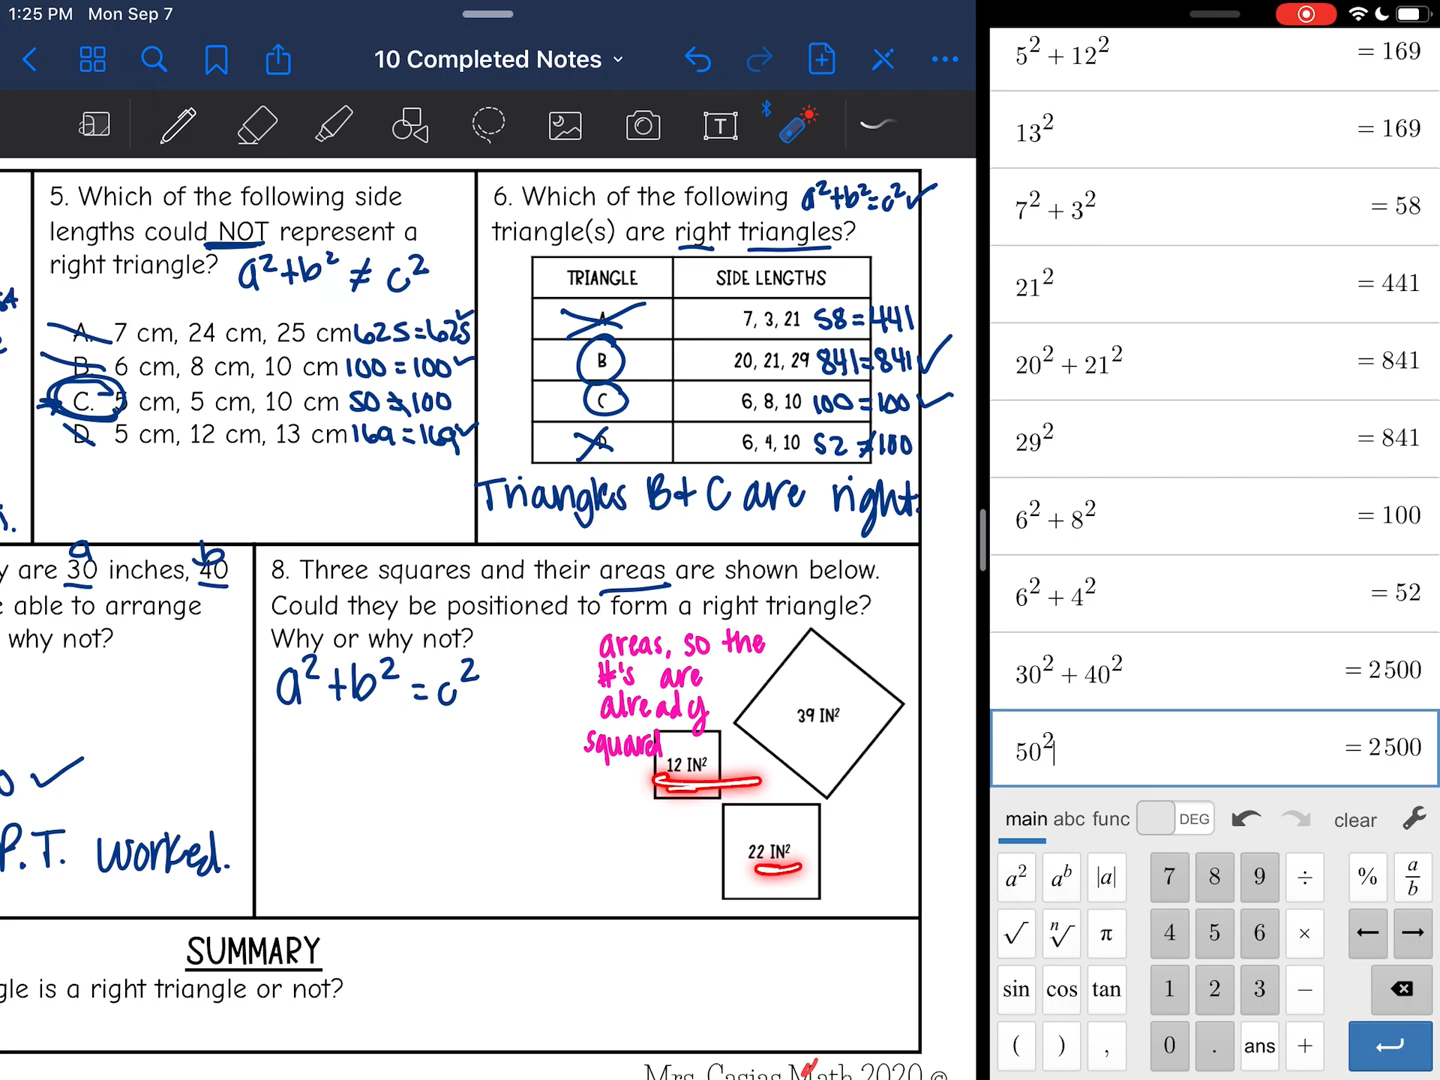 1:25 PM Mon Sep 7
10 Completed Notes
5. Which of the following side
lengths could NOT represent a
right triangle? a²+b² ≠ c²
A. 7 cm, 24 cm, 25 cm 625=625 ✓
B. 6 cm, 8 cm, 10 cm 100=100 ✓
C. 5 cm, 5 cm, 10 cm 50≠100
D. 5 cm, 12 cm, 13 cm 169=169 ✓
6. Which of the following a²+b²=c² ✓
triangle(s) are right triangles?
TRIANGLE SIDE LENGTHS
A 7, 3, 21 58=441
B 20, 21, 29 841=841 ✓
C 6, 8, 10 100=100 ✓
D 6, 4, 10 52≠100
Triangles B+C are right.
a b
y are 30 inches, 40
e able to arrange
why not?
0 ✓
P.T. worked.
8. Three squares and their areas are shown below.
Could they be positioned to form a right triangle?
Why or why not?
a²+b²=c²
areas, so the
#'s are
already
squared
39 IN²
12 IN²
22 IN²
SUMMARY
gle is a right triangle or not?
Mrs. Casias Math 2020 ©
5² + 12² = 169
13² = 169
7² + 3² = 58
21² = 441
20² + 21² = 841
29² = 841
6² + 8² = 100
6² + 4² = 52
30² + 40² = 2500
50² = 2500
main abc func DEG clear
a² aᵇ |a| 7 8 9 ÷ % a/b
√ ⁿ√ π 4 5 6 × ← →
sin cos tan 1 2 3 −
( ) , 0 . ans +